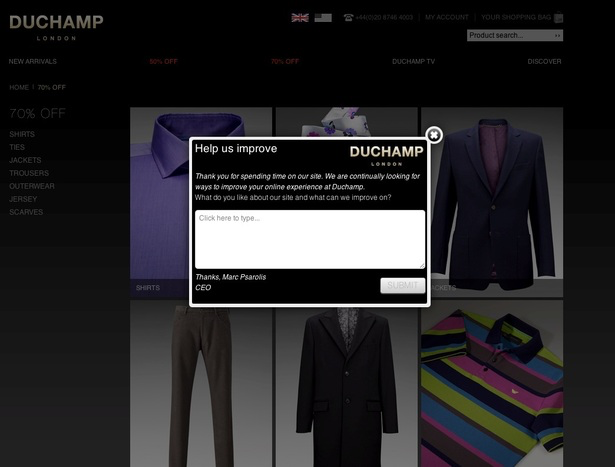 DUCHAMP
LONDON
+44(0)20 8746 4003
MY ACCOUNT
YOUR SHOPPING BAG
Product search...
NEW ARRIVALS
50% OFF
70% OFF
DUCHAMP TV
DISCOVER
HOME
70% OFF
70% OFF
SHIRTS
TIES
JACKETS
TROUSERS
OUTERWEAR
JERSEY
SCARVES
Help us improve
DUCHAMP
LONDON
Thank you for spending time on our site. We are continually looking for
ways to improve your online experience at Duchamp.
What do you like about our site and what can we improve on?
Click here to type...
Thanks, Marc Psarolis
CEO
SUBMIT
SHIRTS
JACKETS